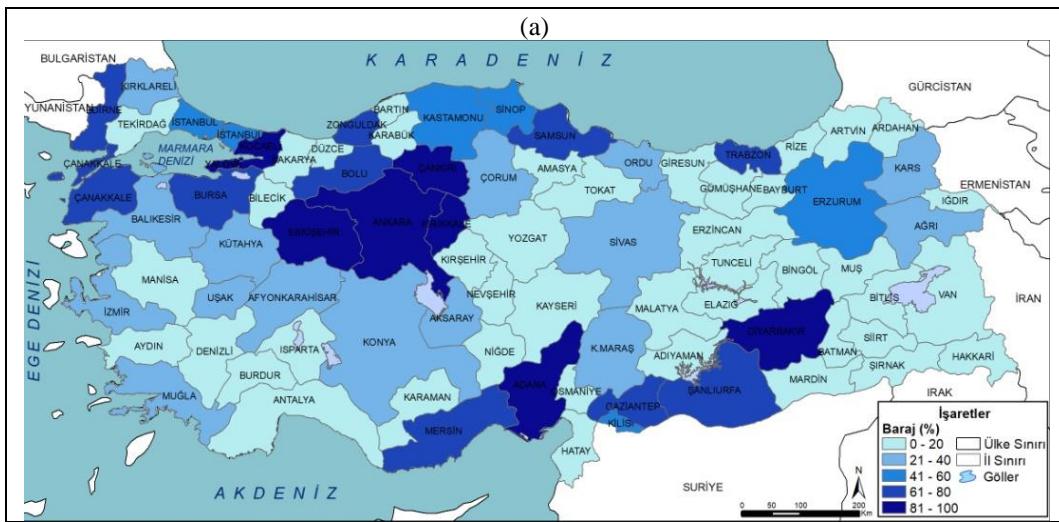 (a)
BULGARİSTAN
KARADENİZ
GÜRCİSTAN
YUNANİSTAN
KIRKLARELİ
EDİRNE
TEKİRDAĞ
İSTANBUL
İSTANBUL
KOCAELİ
YALOVA
SAKARYA
DÜZCE
ZONGULDAK
BARTIN
KARABÜK
KASTAMONU
SİNOP
SAMSUN
ORDU
GİRESUN
TRABZON
RİZE
ARTVİN
ARDAHAN
KARS
ERMENİSTAN
MARMARA
DENİZİ
ÇANAKKALE
ÇANAKKALE
BALIKESİR
BURSA
BİLECİK
BOLU
ÇANKIRI
ÇORUM
AMASYA
TOKAT
GÜMÜŞHANE
BAYBURT
ERZURUM
IĞDIR
AĞRI
KÜTAHYA
ESKİŞEHİR
ANKARA
KIRIKKALE
YOZGAT
SİVAS
ERZİNCAN
TUNCELİ
BİNGÖL
MUŞ
EGE DENİZİ
MANİSA
UŞAK
AFYONKARAHİSAR
KIRŞEHİR
NEVŞEHİR
KAYSERİ
MALATYA
ELAZIĞ
BİTLİS
VAN
İRAN
İZMİR
AKSARAY
DİYARBAKIR
SİİRT
AYDIN
DENİZLİ
ISPARTA
KONYA
NİĞDE
K.MARAŞ
ADIYAMAN
BATMAN
ŞIRNAK
HAKKARİ
BURDUR
MUĞLA
ANTALYA
KARAMAN
ADANA
OSMANİYE
GAZİANTEP
ŞANLIURFA
MARDİN
IRAK
MERSİN
KİLİS
HATAY
SURİYE
AKDENİZ
İşaretler
Baraj (%)
0 - 20
21 - 40
41 - 60
61 - 80
81 - 100
Ülke Sınırı
İl Sınırı
Göller
N
0 50 100 200
Km